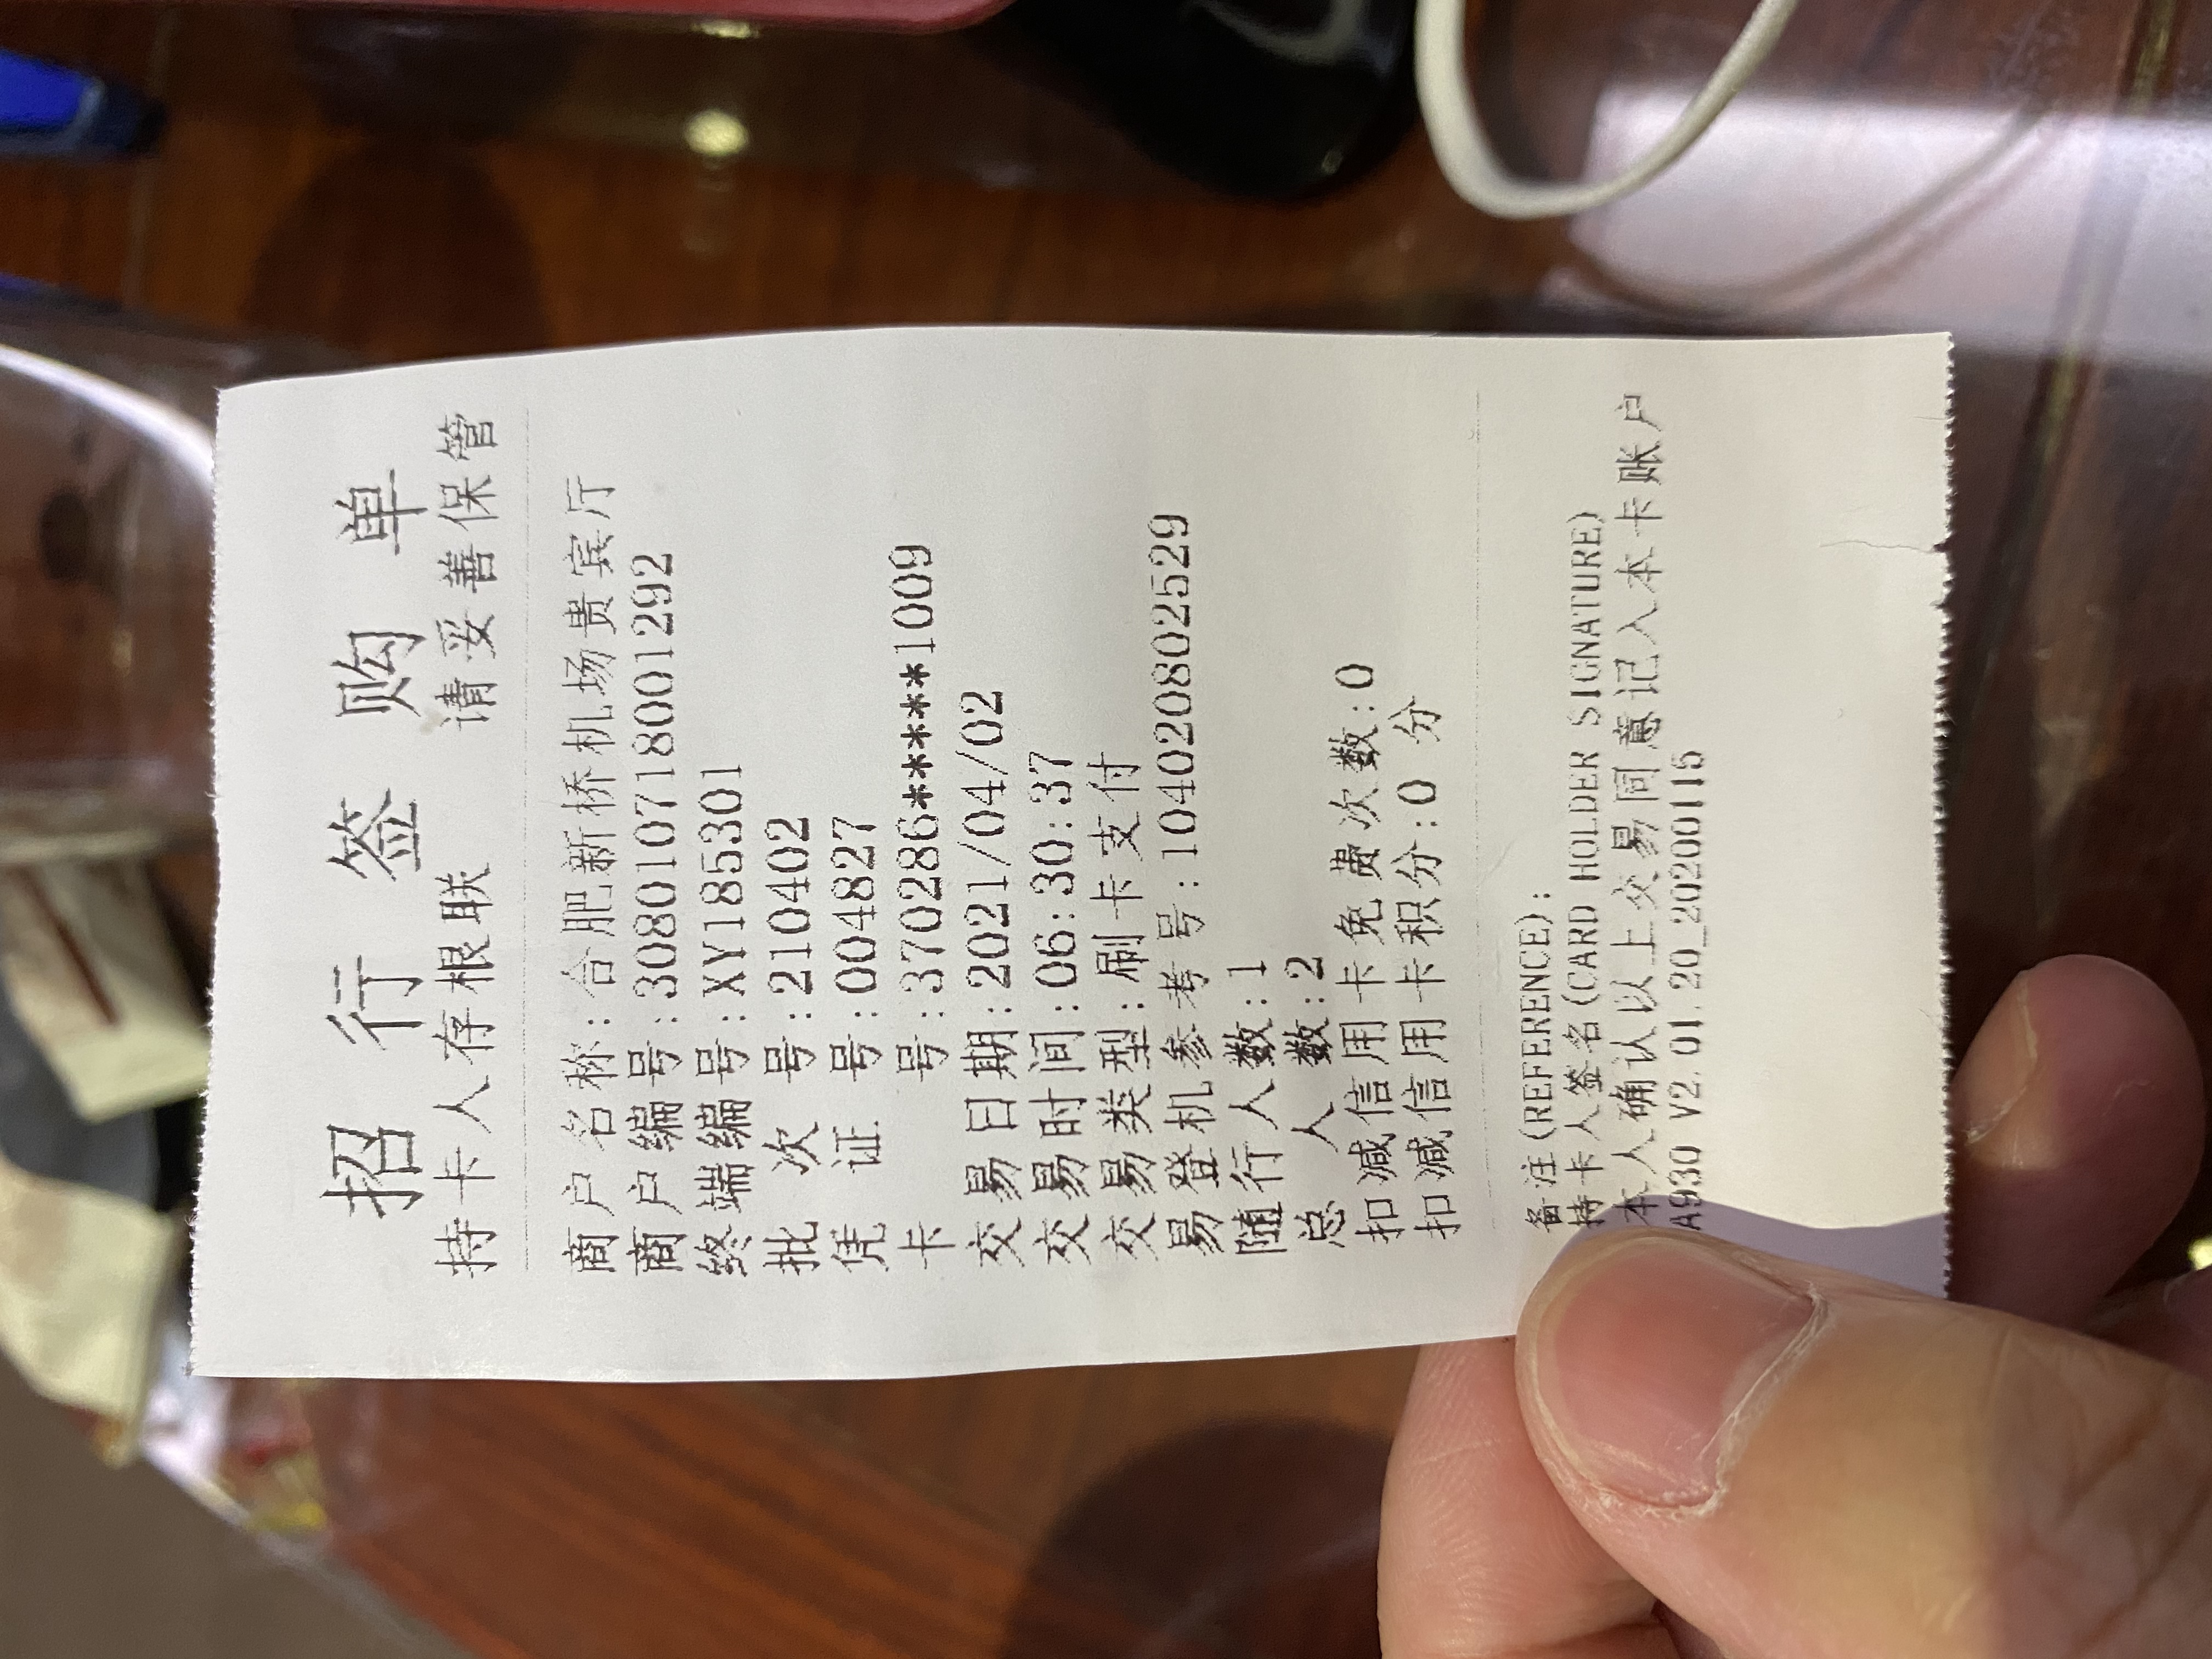 招行签购单
持卡人存根联 请妥善保管
商户名称:合肥新桥机场贵宾厅
商户编号:308010718001292
终端编号:XY185301
批次号:210402
凭证号:004827
卡号:3702286******1009
交易日期:2021/04/02
交易时间:06:30:37
交易类型:刷卡支付
易登机参考号:104020802529
随行人数:1
总人数:2
扣减信用卡免费次数:0
扣减信用卡积分:0 分
备注(REFERENCE):
持卡人签名(CARD HOLDER SIGNATURE)
本人确认以上交易同意记入本卡账户
A930 V2.01.20_20200115